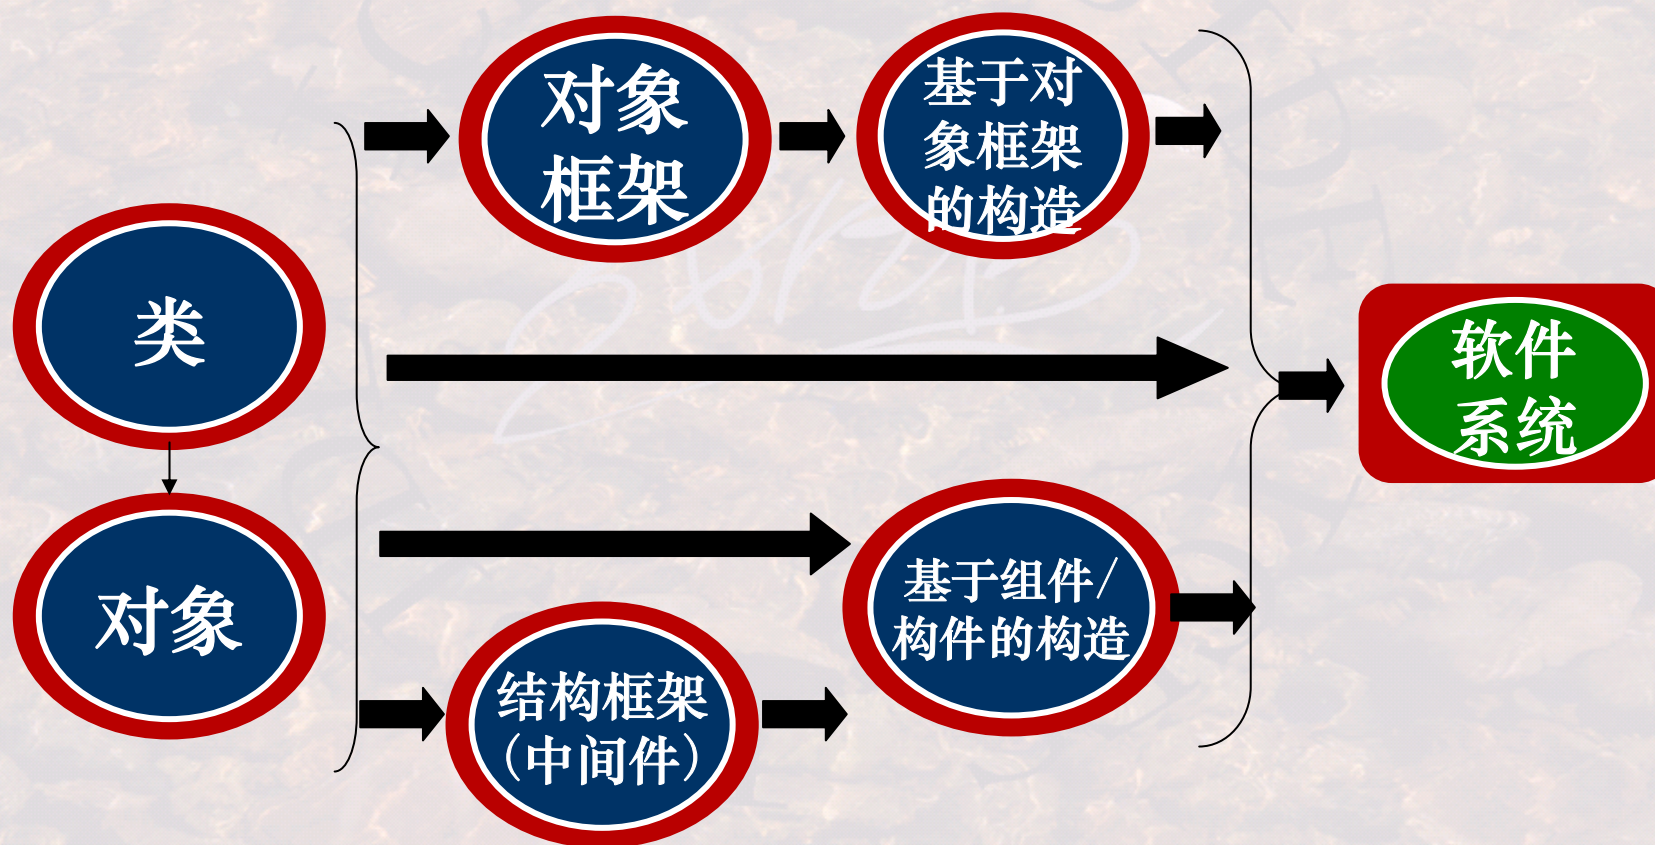 类
对象
对象
框架
基于对
象框架
的构造
结构框架
（中间件）
基于组件/
构件的构造
软件
系统